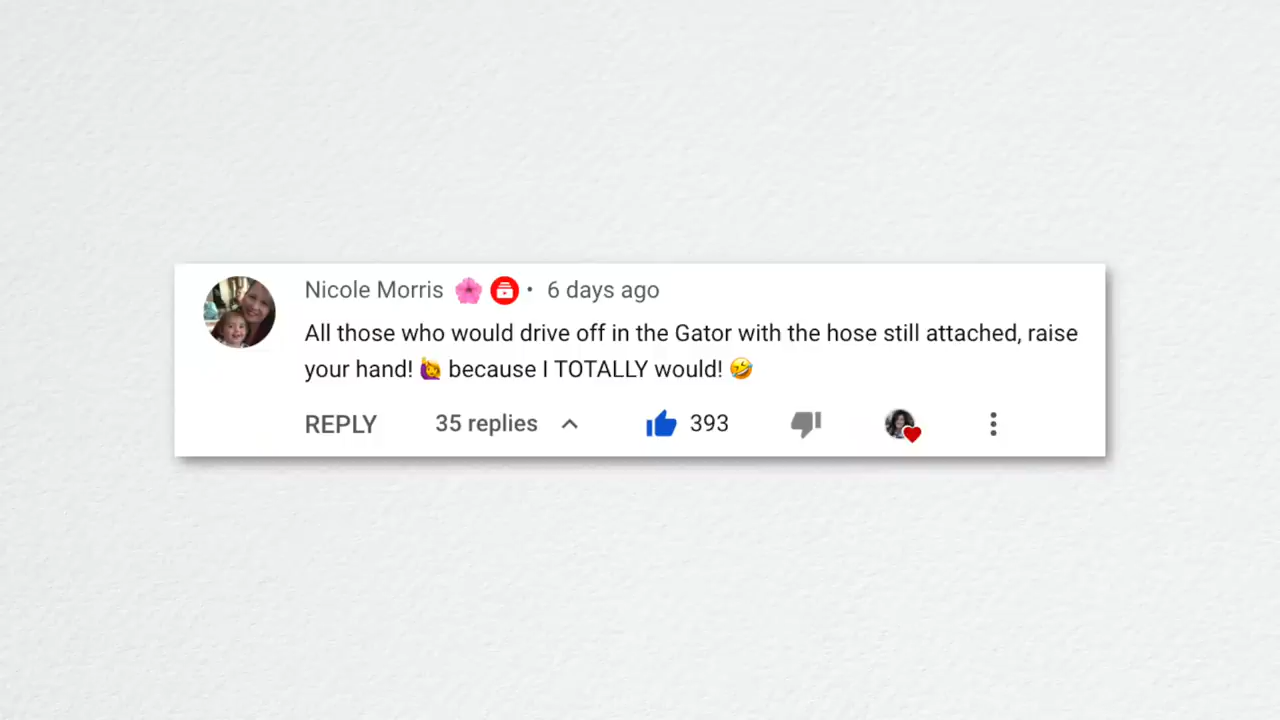 Nicole Morris 🌺 • 6 days ago
All those who would drive off in the Gator with the hose still attached, raise
your hand! 🙋‍♀️ because I TOTALLY would! 🤣
REPLY 35 replies 393